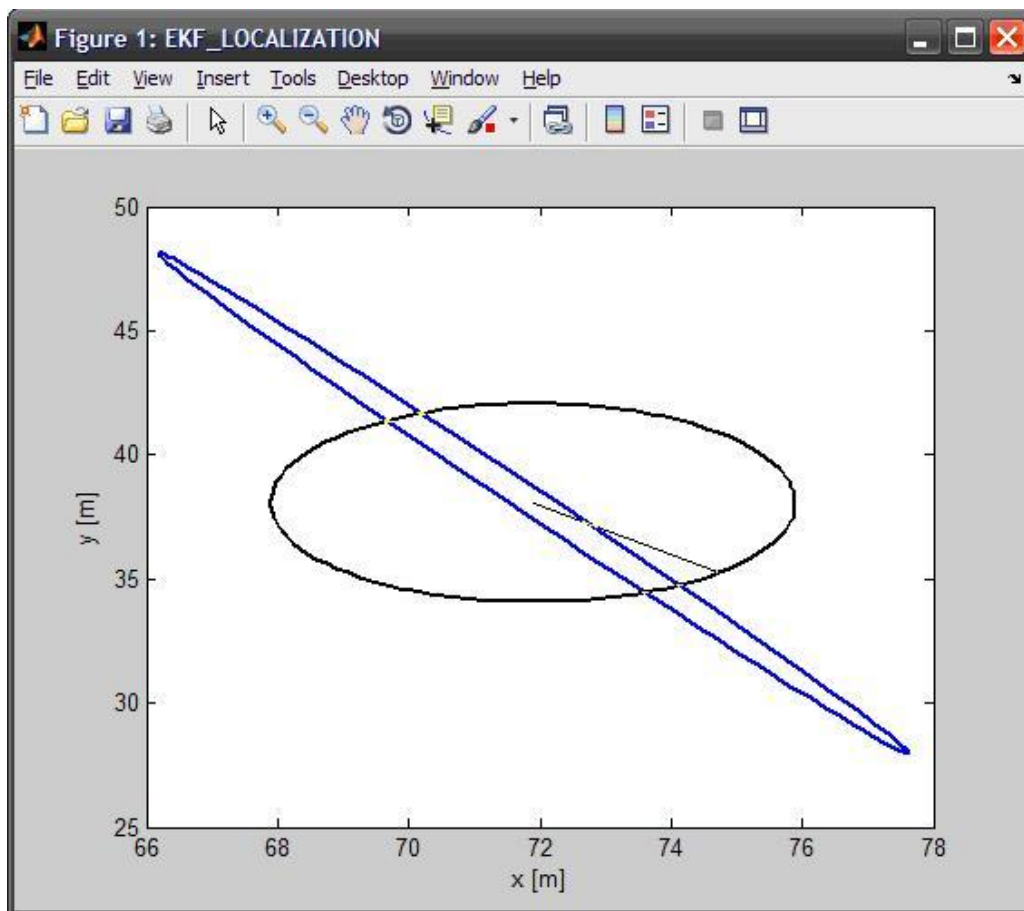 Figure 1: EKF_LOCALIZATION
File Edit View Insert Tools Desktop Window Help
50
45
40
35
30
25
y [m]
66 68 70 72 74 76 78
x [m]